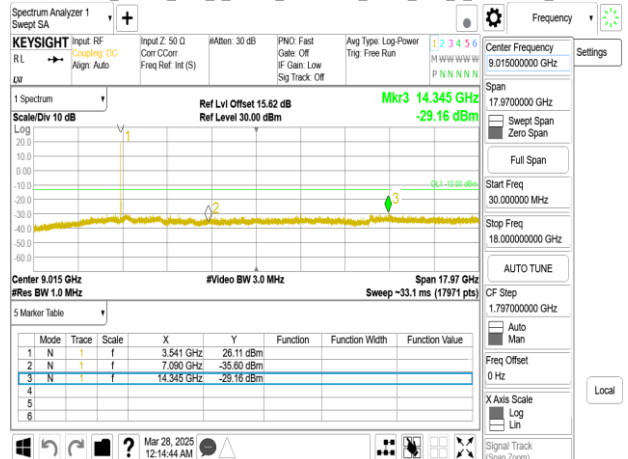 Spectrum Analyzer 1
Swept SA
+
Frequency
KEYSIGHT
RL
Input: RF
Coupling: DC
Align: Auto
Input Z: 50 Ω
Corr CCorr
Freq Ref: Int (S)
#Atten: 30 dB
PNO: Fast
Gate: Off
IF Gain: Low
Sig Track: Off
Avg Type: Log-Power
Trig: Free Run
1 2 3 4 5 6
M W W W W W
P N N N N N
Center Frequency
9.015000000 GHz
Settings
Span
17.9700000 GHz
Swept Span
Zero Span
Full Span
Start Freq
30.000000 MHz
Stop Freq
18.000000000 GHz
AUTO TUNE
CF Step
1.797000000 GHz
Auto
Man
Freq Offset
0 Hz
X Axis Scale
Log
Lin
Signal Track
(Span Zoom)
Local
1 Spectrum
Scale/Div 10 dB
Ref Lvl Offset 15.62 dB
Ref Level 30.00 dBm
Mkr3 14.345 GHz
-29.16 dBm
Log
20.0
10.0
0.00
-10.0
-20.0
-30.0
-40.0
-50.0
-60.0
1
2
3
DL1 -13.00 dBm
Center 9.015 GHz
#Res BW 1.0 MHz
#Video BW 3.0 MHz
Span 17.97 GHz
Sweep ~33.1 ms (17971 pts)
5 Marker Table
Mode Trace Scale X Y Function Function Width Function Value
1 N 1 f 3.541 GHz 26.11 dBm
2 N 1 f 7.090 GHz -35.60 dBm
3 N 1 f 14.345 GHz -29.16 dBm
4
5
6
?
Mar 28, 2025
12:14:44 AM